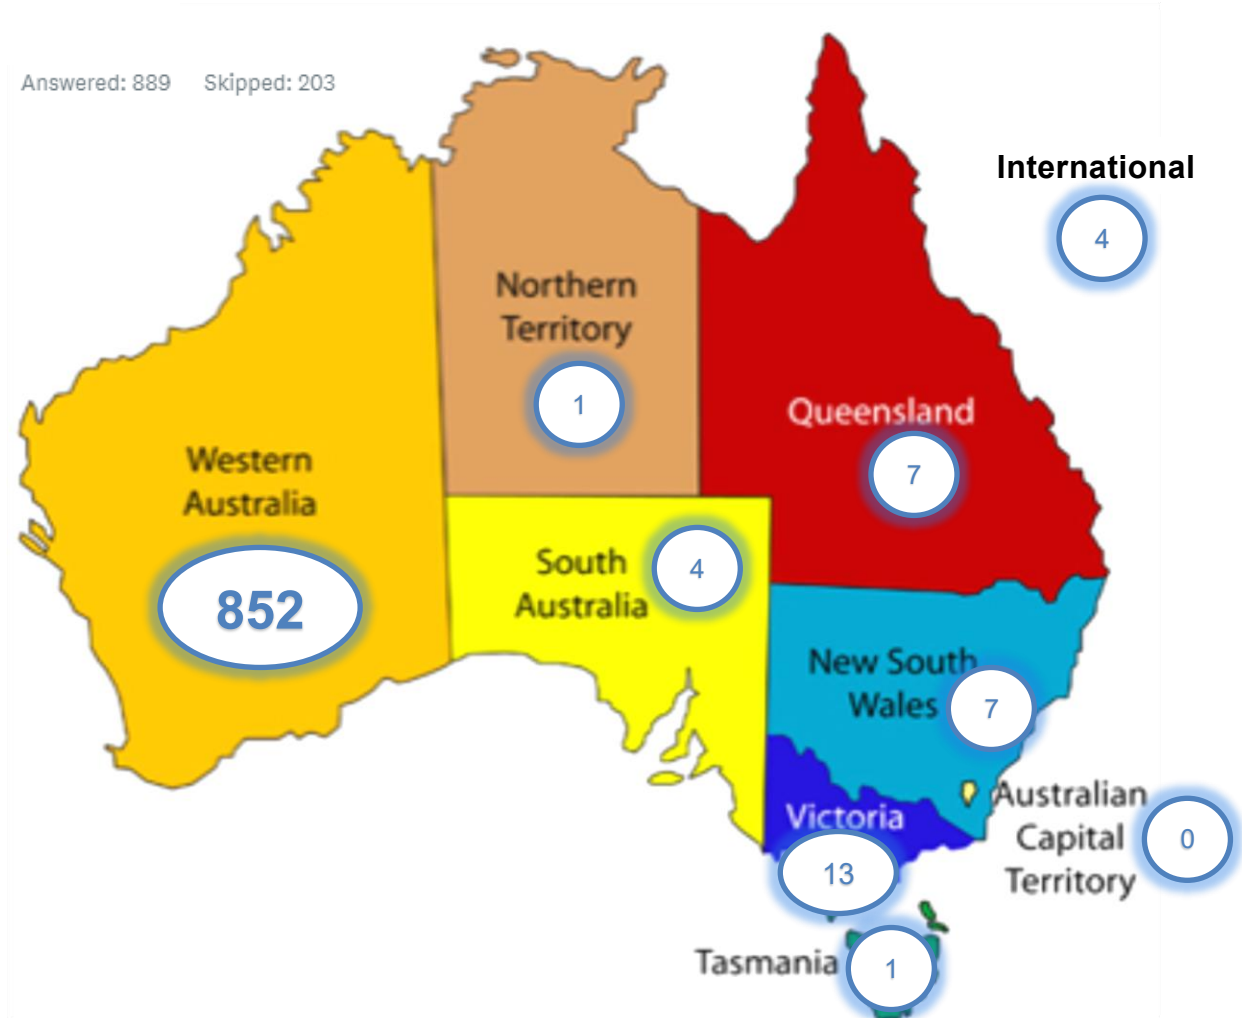 Answered: 889 Skipped: 203
International
4
Northern
Territory
1
Queensland
7
Western
Australia
852
South
Australia
4
New South
Wales
7
Victoria
13
Australian
Capital
Territory
0
Tasmania
1